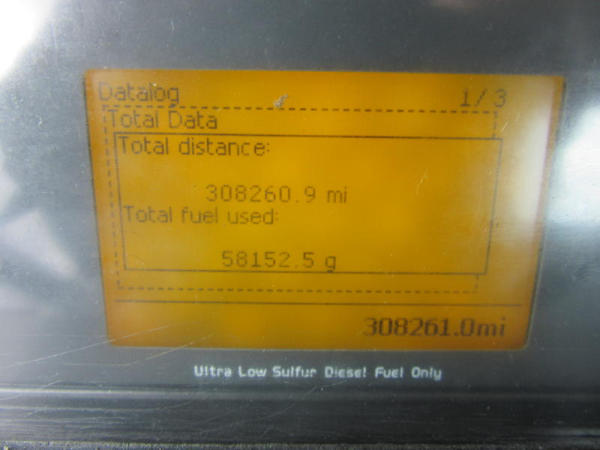 Datalog 1/3
Total Data
Total distance:
308260.9 mi
Total fuel used:
58152.5 g
308261.0mi
Ultra Low Sulfur Diesel Fuel Only